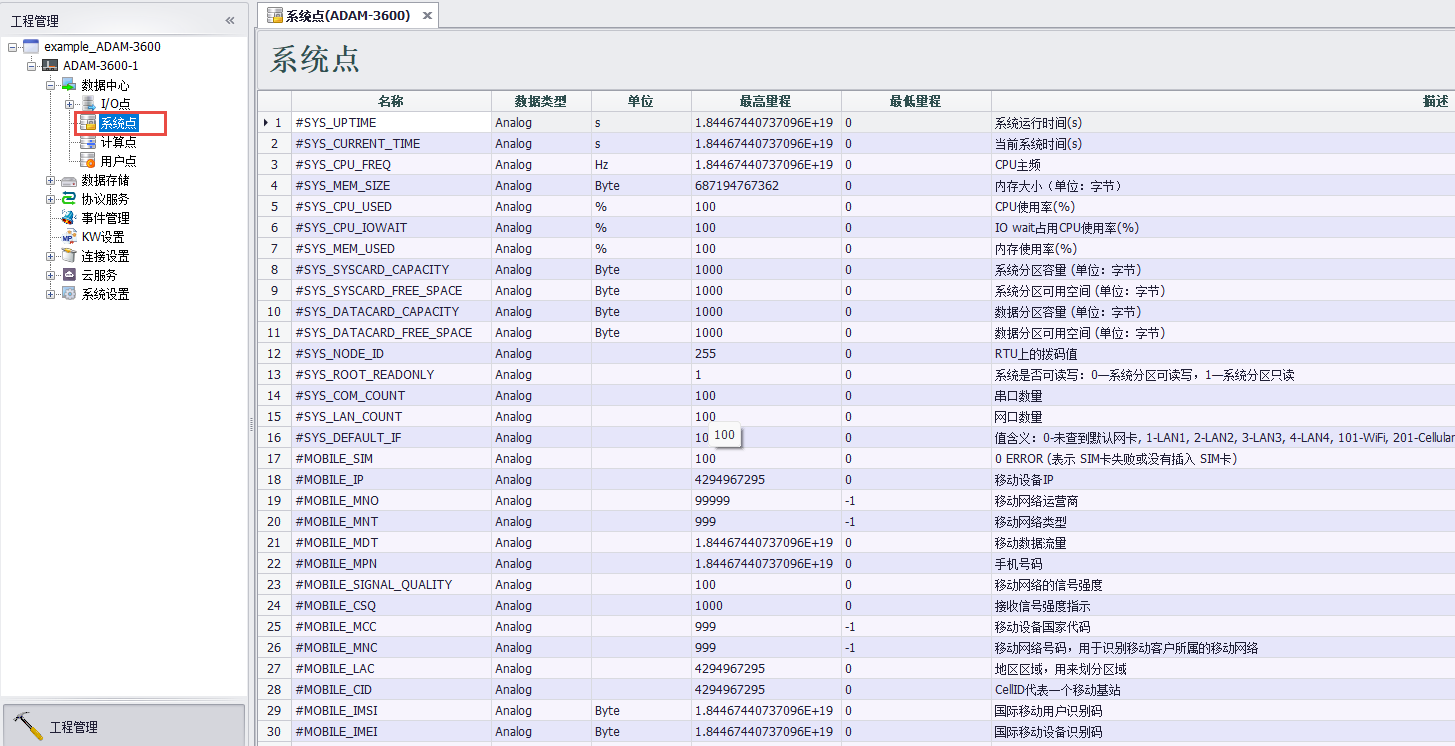 工程管理 «
example_ADAM-3600
ADAM-3600-1
数据中心
I/O点
系统点
计算点
用户点
数据存储
协议服务
事件管理
KW设置
连接设置
云服务
系统设置
工程管理
系统点(ADAM-3600) ×
系统点
名称 数据类型 单位 最高量程 最低量程 描述
1 #SYS_UPTIME Analog s 1.84467440737096E+19 0 系统运行时间(s)
2 #SYS_CURRENT_TIME Analog s 1.84467440737096E+19 0 当前系统时间(s)
3 #SYS_CPU_FREQ Analog Hz 1.84467440737096E+19 0 CPU主频
4 #SYS_MEM_SIZE Analog Byte 687194767362 0 内存大小（单位：字节）
5 #SYS_CPU_USED Analog % 100 0 CPU使用率(%)
6 #SYS_CPU_IOWAIT Analog % 100 0 IO wait占用CPU使用率(%)
7 #SYS_MEM_USED Analog % 100 0 内存使用率(%)
8 #SYS_SYSCARD_CAPACITY Analog Byte 1000 0 系统分区容量 (单位：字节)
9 #SYS_SYSCARD_FREE_SPACE Analog Byte 1000 0 系统分区可用空间 (单位：字节)
10 #SYS_DATACARD_CAPACITY Analog Byte 1000 0 数据分区容量 (单位：字节)
11 #SYS_DATACARD_FREE_SPACE Analog Byte 1000 0 数据分区可用空间 (单位：字节)
12 #SYS_NODE_ID Analog 255 0 RTU上的拨码值
13 #SYS_ROOT_READONLY Analog 1 0 系统是否可读写：0—系统分区可读写，1—系统分区只读
14 #SYS_COM_COUNT Analog 100 0 串口数量
15 #SYS_LAN_COUNT Analog 100 0 网口数量
16 #SYS_DEFAULT_IF Analog 10 100 0 值含义：0-未查到默认网卡, 1-LAN1, 2-LAN2, 3-LAN3, 4-LAN4, 101-WiFi, 201-Cellular
17 #MOBILE_SIM Analog 100 0 0 ERROR (表示 SIM卡失败或没有插入 SIM卡)
18 #MOBILE_IP Analog 4294967295 0 移动设备IP
19 #MOBILE_MNO Analog 99999 -1 移动网络运营商
20 #MOBILE_MNT Analog 999 -1 移动网络类型
21 #MOBILE_MDT Analog 1.84467440737096E+19 0 移动数据流量
22 #MOBILE_MPN Analog 1.84467440737096E+19 0 手机号码
23 #MOBILE_SIGNAL_QUALITY Analog 100 0 移动网络的信号强度
24 #MOBILE_CSQ Analog 1000 0 接收信号强度指示
25 #MOBILE_MCC Analog 999 -1 移动设备国家代码
26 #MOBILE_MNC Analog 999 -1 移动网络号码，用于识别移动客户所属的移动网络
27 #MOBILE_LAC Analog 4294967295 0 地区区域，用来划分区域
28 #MOBILE_CID Analog 4294967295 0 CellID代表一个移动基站
29 #MOBILE_IMSI Analog Byte 1.84467440737096E+19 0 国际移动用户识别码
30 #MOBILE_IMEI Analog Byte 1.84467440737096E+19 0 国际移动设备识别码